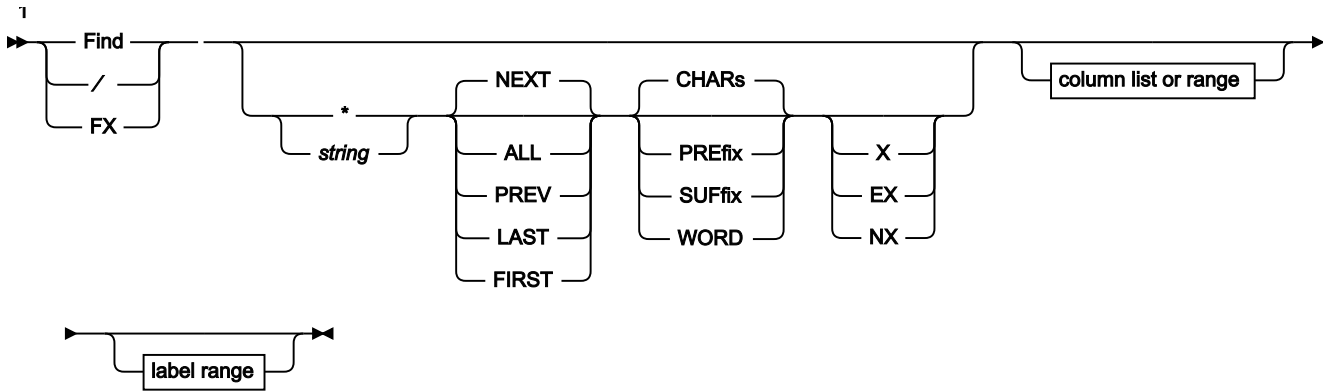 Find
/
FX
*
string
NEXT
ALL
PREV
LAST
FIRST
CHARs
PREfix
SUFfix
WORD
X
EX
NX
column list or range
label range